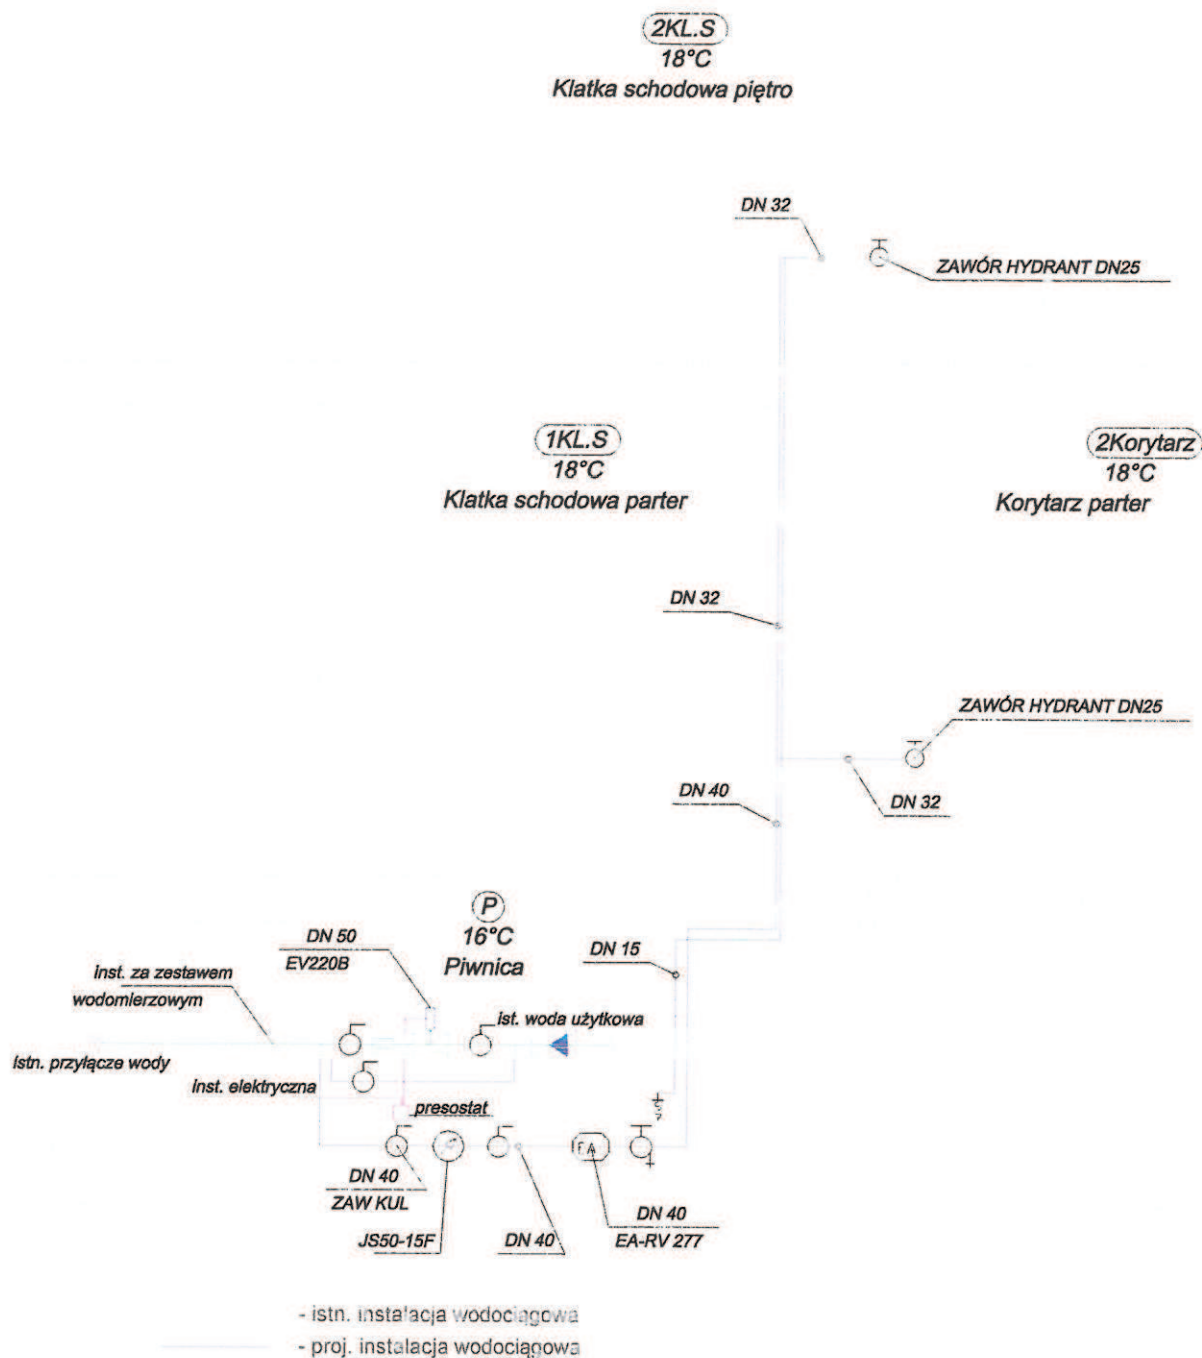 2KL.S
18°C
Klatka schodowa piętro
DN 32
ZAWÓR HYDRANT DN25
1KL.S
18°C
Klatka schodowa parter
2Korytarz
18°C
Korytarz parter
DN 32
ZAWÓR HYDRANT DN25
DN 40
DN 32
P
16°C
Piwnica
DN 50
EV220B
DN 15
inst. za zestawem
wodomierzowym
ist. woda użytkowa
istn. przyłącze wody
inst. elektryczna
presostat
EA
DN 40
ZAW KUL
JS50-15F
DN 40
DN 40
EA-RV 277
- istn. instalacja wodociągowa
- proj. instalacja wodociągowa